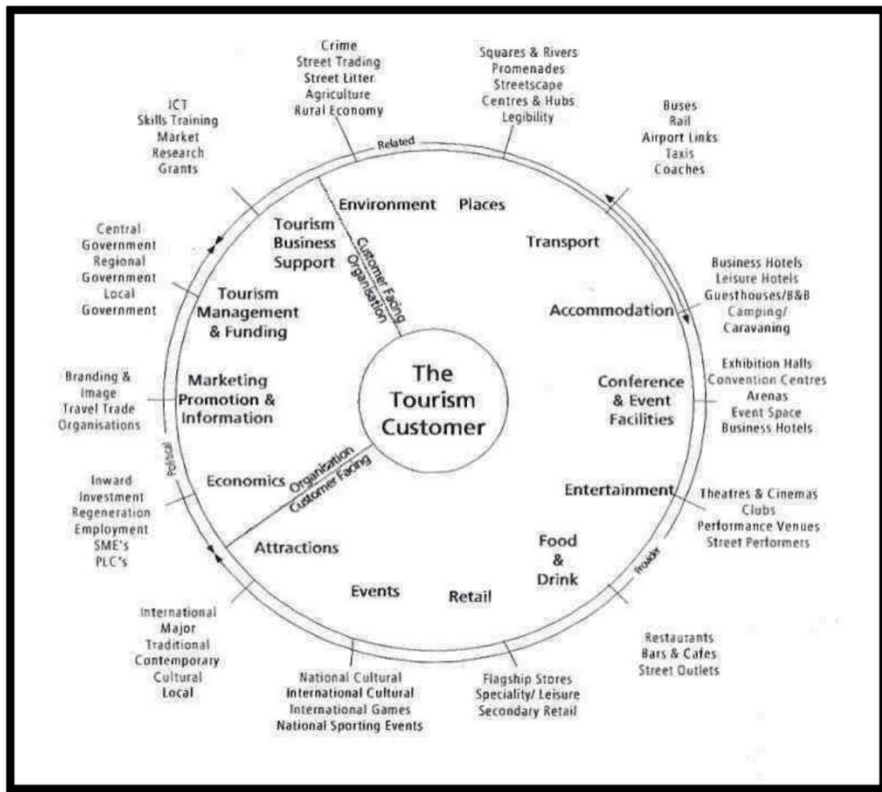 Crime
Street Trading
Street Litter
Agriculture
Rural Economy
Squares & Rivers
Promenades
Streetscape
Centres & Hubs
Legibility
ICT
Skills Training
Market
Research
Grants
Buses
Rail
Airport Links
Taxis
Coaches
Related
Environment
Places
Tourism
Business
Support
Customer Facing
Organisation
Transport
Central
Government
Regional
Government
Local
Government
Tourism
Management
& Funding
Accommodation
Business Hotels
Leisure Hotels
Guesthouses/B&B
Camping/
Caravaning
Branding &
Image
Travel Trade
Organisations
Marketing
Promotion &
Information
The
Tourism
Customer
Conference
& Event
Facilities
Exhibition Halls
Convention Centres
Arenas
Event Space
Business Hotels
Political
Inward
Investment
Regeneration
Employment
SME's
PLC's
Economics
Organisation
Customer Facing
Entertainment
Theatres & Cinemas
Clubs
Performance Venues
Street Performers
Attractions
Food
&
Drink
Provider
Events
Retail
International
Major
Traditional
Contemporary
Cultural
Local
National Cultural
International Cultural
International Games
National Sporting Events
Flagship Stores
Speciality/ Leisure
Secondary Retail
Restaurants
Bars & Cafes
Street Outlets